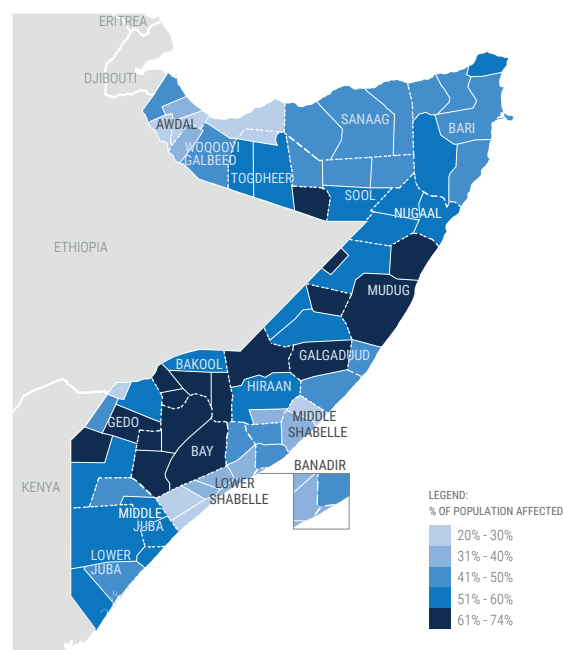 ERITREA
DJIBOUTI
AWDAL
SANAAG
BARI
WOQOOYI
GALBEED
TOGDHEER
SOOL
NUGAAL
ETHIOPIA
MUDUG
GALGADUUD
BAKOOL
HIRAAN
GEDO
MIDDLE
SHABELLE
BAY
BANADIR
KENYA
LOWER
SHABELLE
MIDDLE
JUBA
LOWER
JUBA
LEGEND:
% OF POPULATION AFFECTED
20% - 30%
31% - 40%
41% - 50%
51% - 60%
61% - 74%